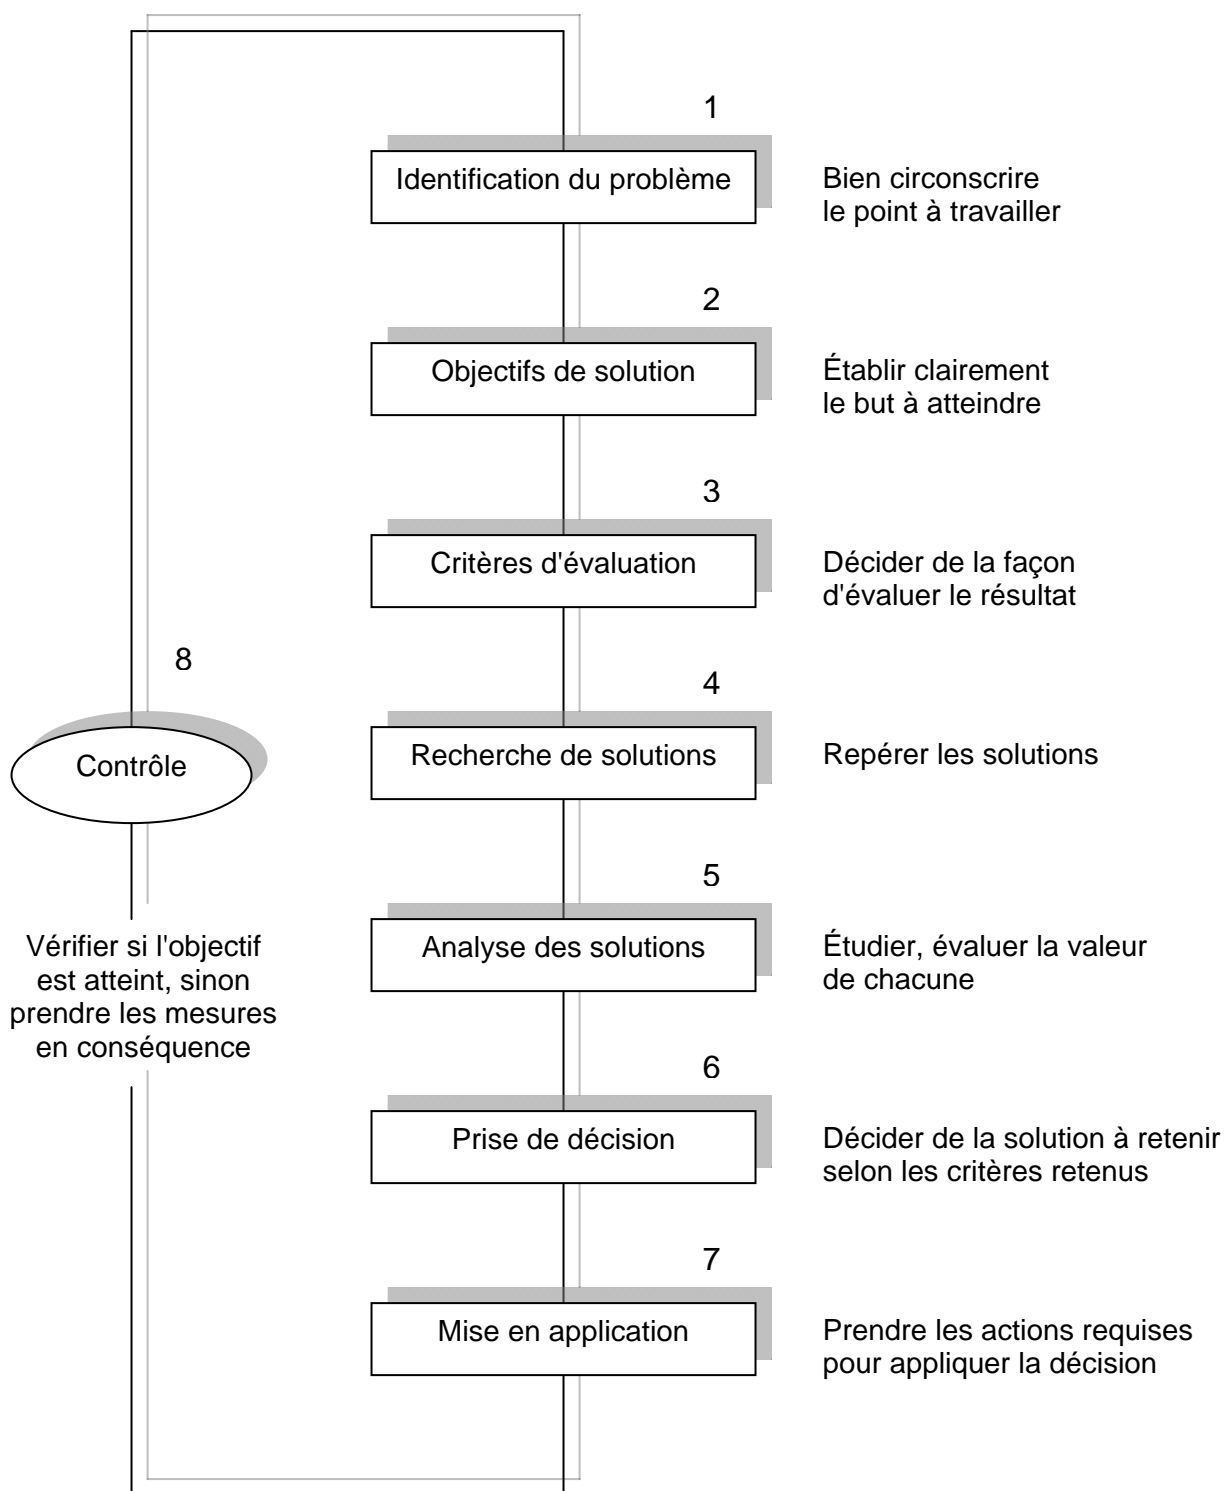 1
Identification du problème
Bien circonscrire
le point à travailler
2
Objectifs de solution
Établir clairement
le but à atteindre
3
Critères d'évaluation
Décider de la façon
d'évaluer le résultat
4
Recherche de solutions
Repérer les solutions
5
Analyse des solutions
Étudier, évaluer la valeur
de chacune
6
Prise de décision
Décider de la solution à retenir
selon les critères retenus
7
Mise en application
Prendre les actions requises
pour appliquer la décision
8
Contrôle
Vérifier si l'objectif
est atteint, sinon
prendre les mesures
en conséquence